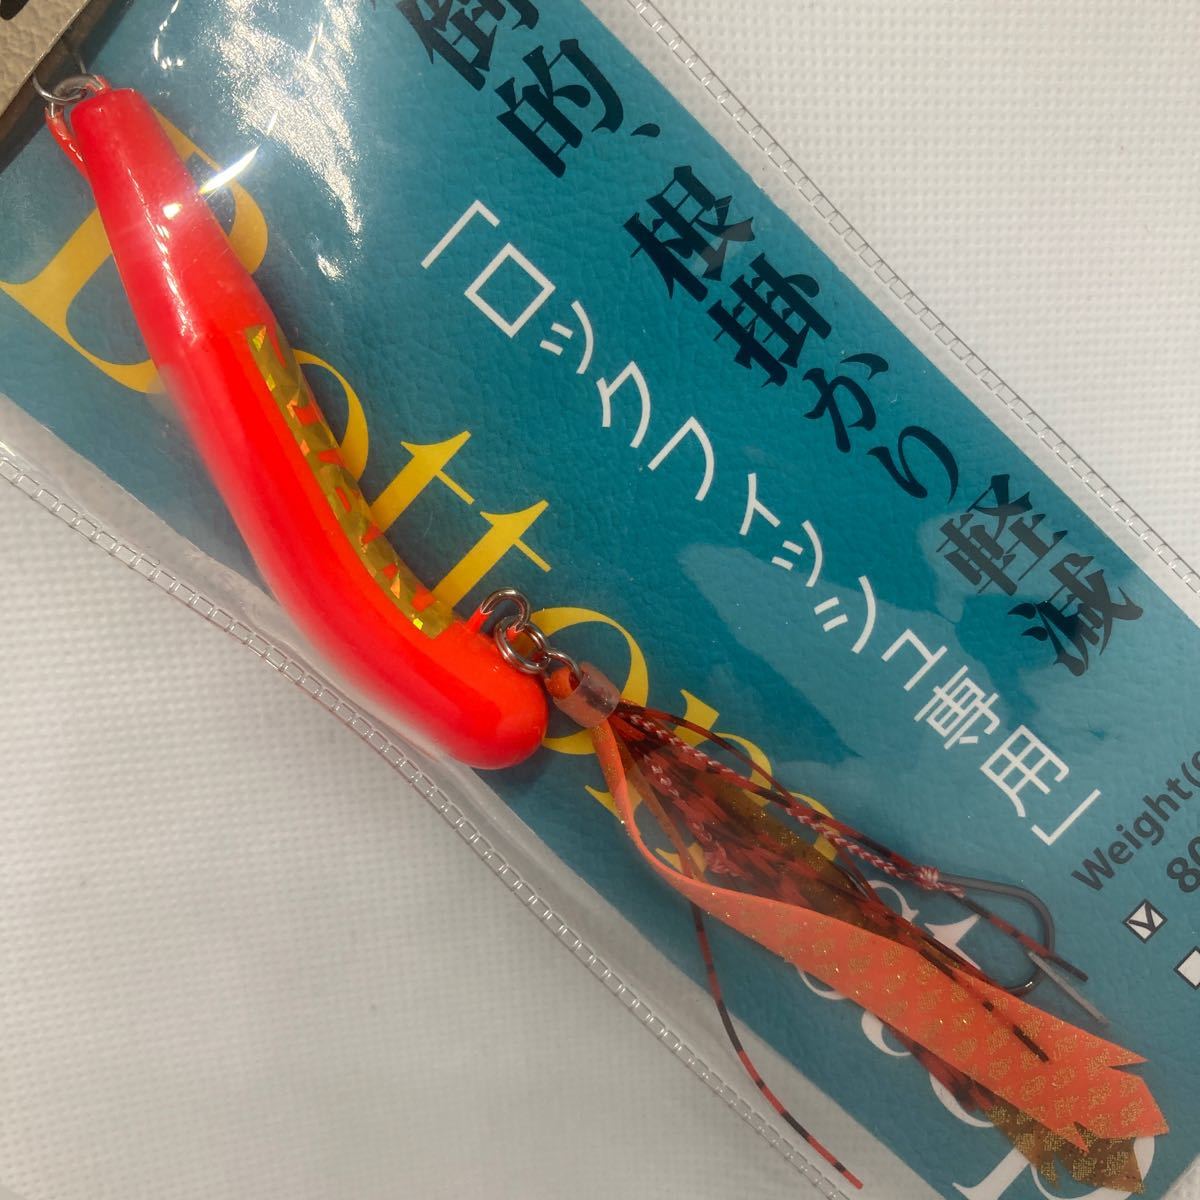 倒的、根掛かり軽減
「ロックフィッシュ専用」
Bottom
Weight(g
80